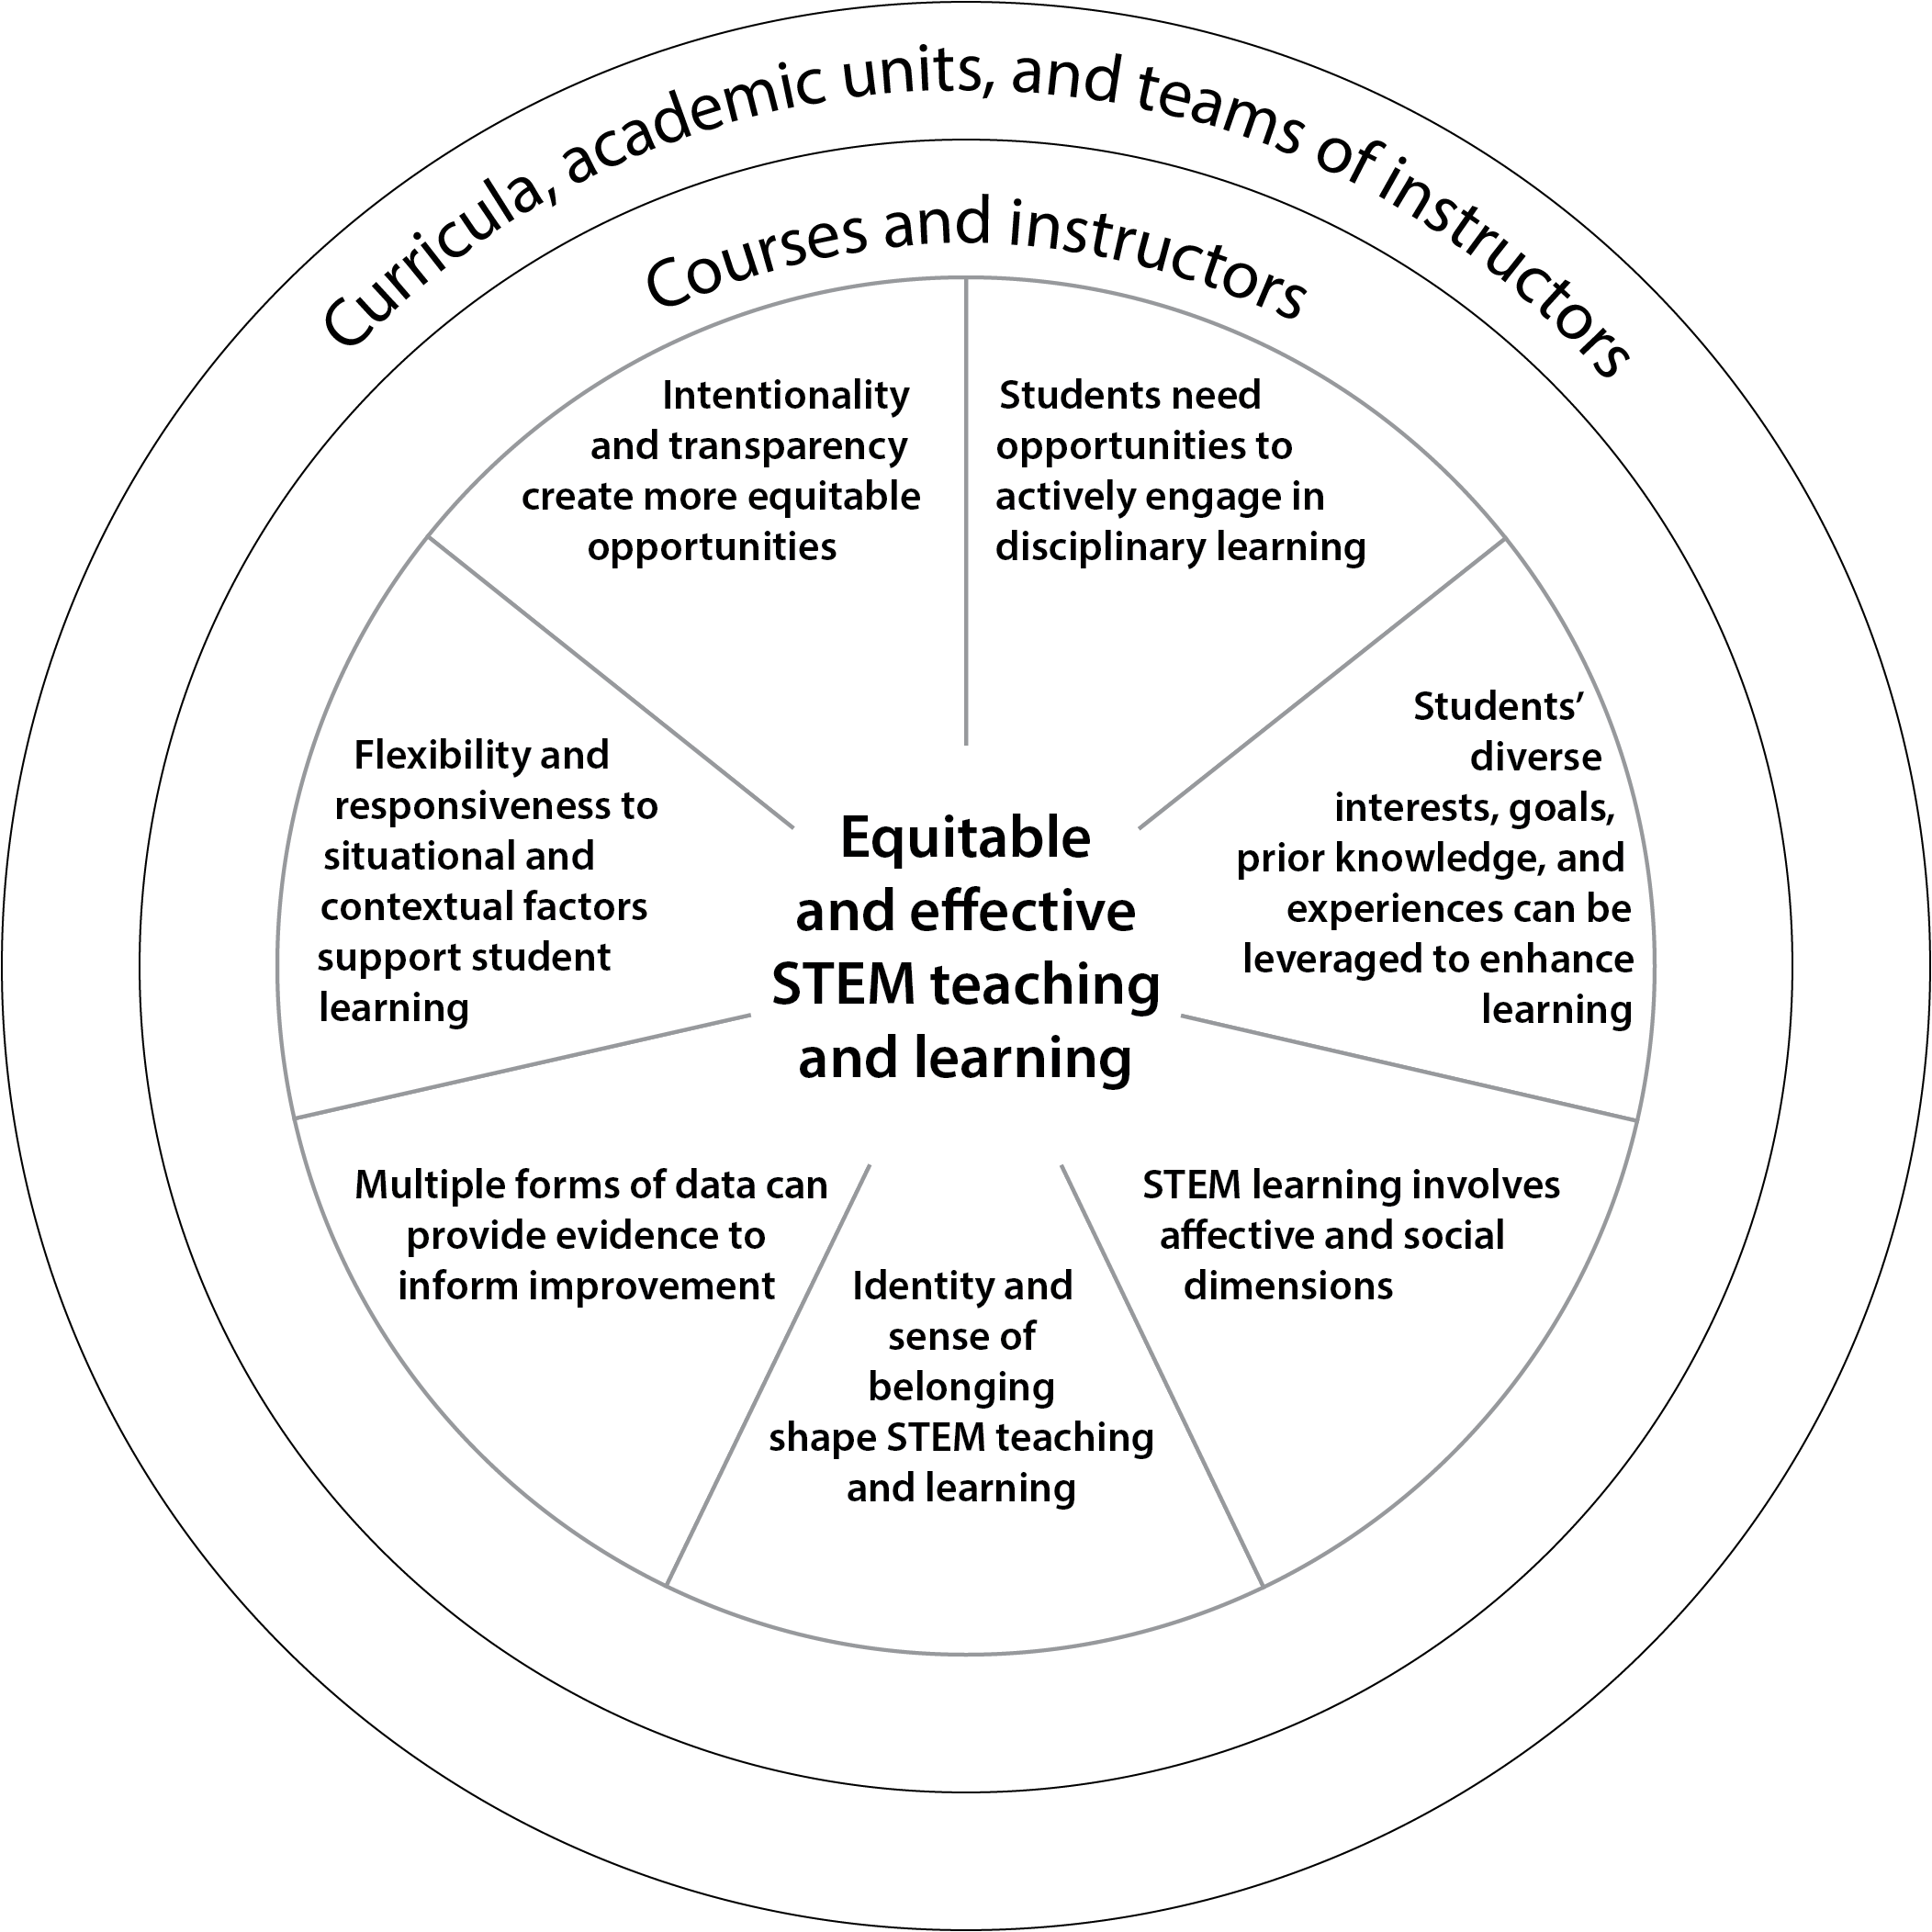 Curricula, academic units, and teams of instructors
Courses and instructors
Intentionality
and transparency
create more equitable
opportunities
Students need
opportunities to
actively engage in
disciplinary learning
Students’
diverse
interests, goals,
prior knowledge, and
experiences can be
leveraged to enhance
learning
STEM learning involves
affective and social
dimensions
Identity and
sense of
belonging
shape STEM teaching
and learning
Multiple forms of data can
provide evidence to
inform improvement
Flexibility and
responsiveness to
situational and
contextual factors
support student
learning
Equitable
and effective
STEM teaching
and learning